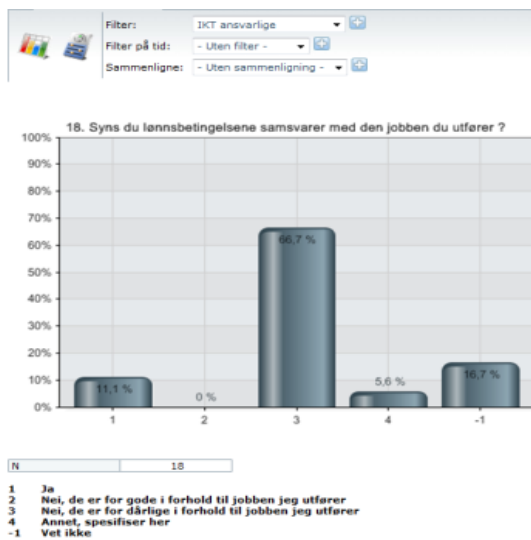 Filter: IKT ansvarlige
Filter på tid: - Uten filter -
Sammenligne: - Uten sammenligning -
18. Syns du lønnsbetingelsene samsvarer med den jobben du utfører ?
100%
90%
80%
70%
60%
50%
40%
30%
20%
10%
0%
11,1 %
0 %
66,7 %
5,6 %
16,7 %
1 2 3 4 -1
N 18
1 Ja
2 Nei, de er for gode i forhold til jobben jeg utfører
3 Nei, de er for dårlige i forhold til jobben jeg utfører
4 Annet, spesifiser her
-1 Vet ikke